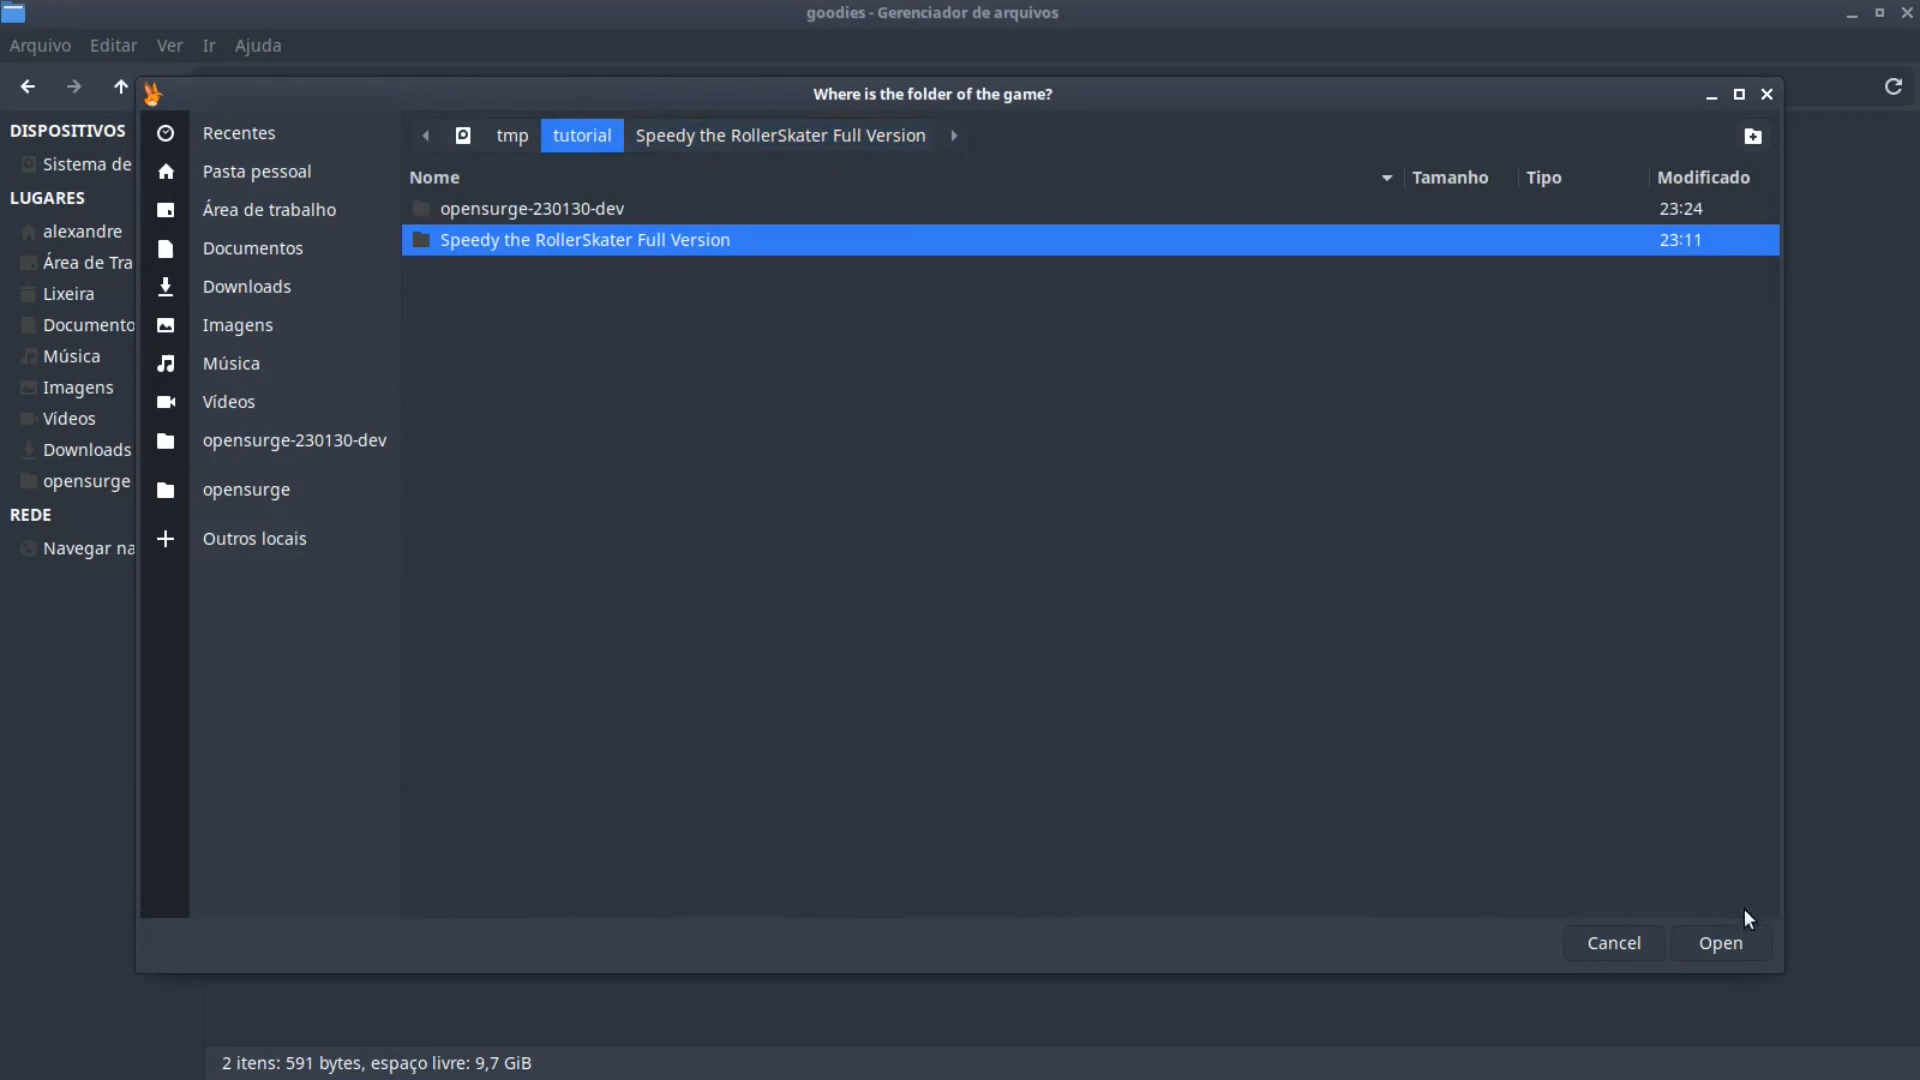 goodies - Gerenciador de arquivos
Arquivo Editar Ver Ir Ajuda
Where is the folder of the game?
DISPOSITIVOS
Sistema de
LUGARES
alexandre
Área de Tra
Lixeira
Documento
Música
Imagens
Vídeos
Downloads
opensurge
REDE
Navegar na
Recentes
Pasta pessoal
Área de trabalho
Documentos
Downloads
Imagens
Música
Vídeos
opensurge-230130-dev
opensurge
Outros locais
tmp tutorial Speedy the RollerSkater Full Version
Nome Tamanho Tipo Modificado
opensurge-230130-dev 23:24
Speedy the RollerSkater Full Version 23:11
Cancel Open
2 itens: 591 bytes, espaço livre: 9,7 GiB